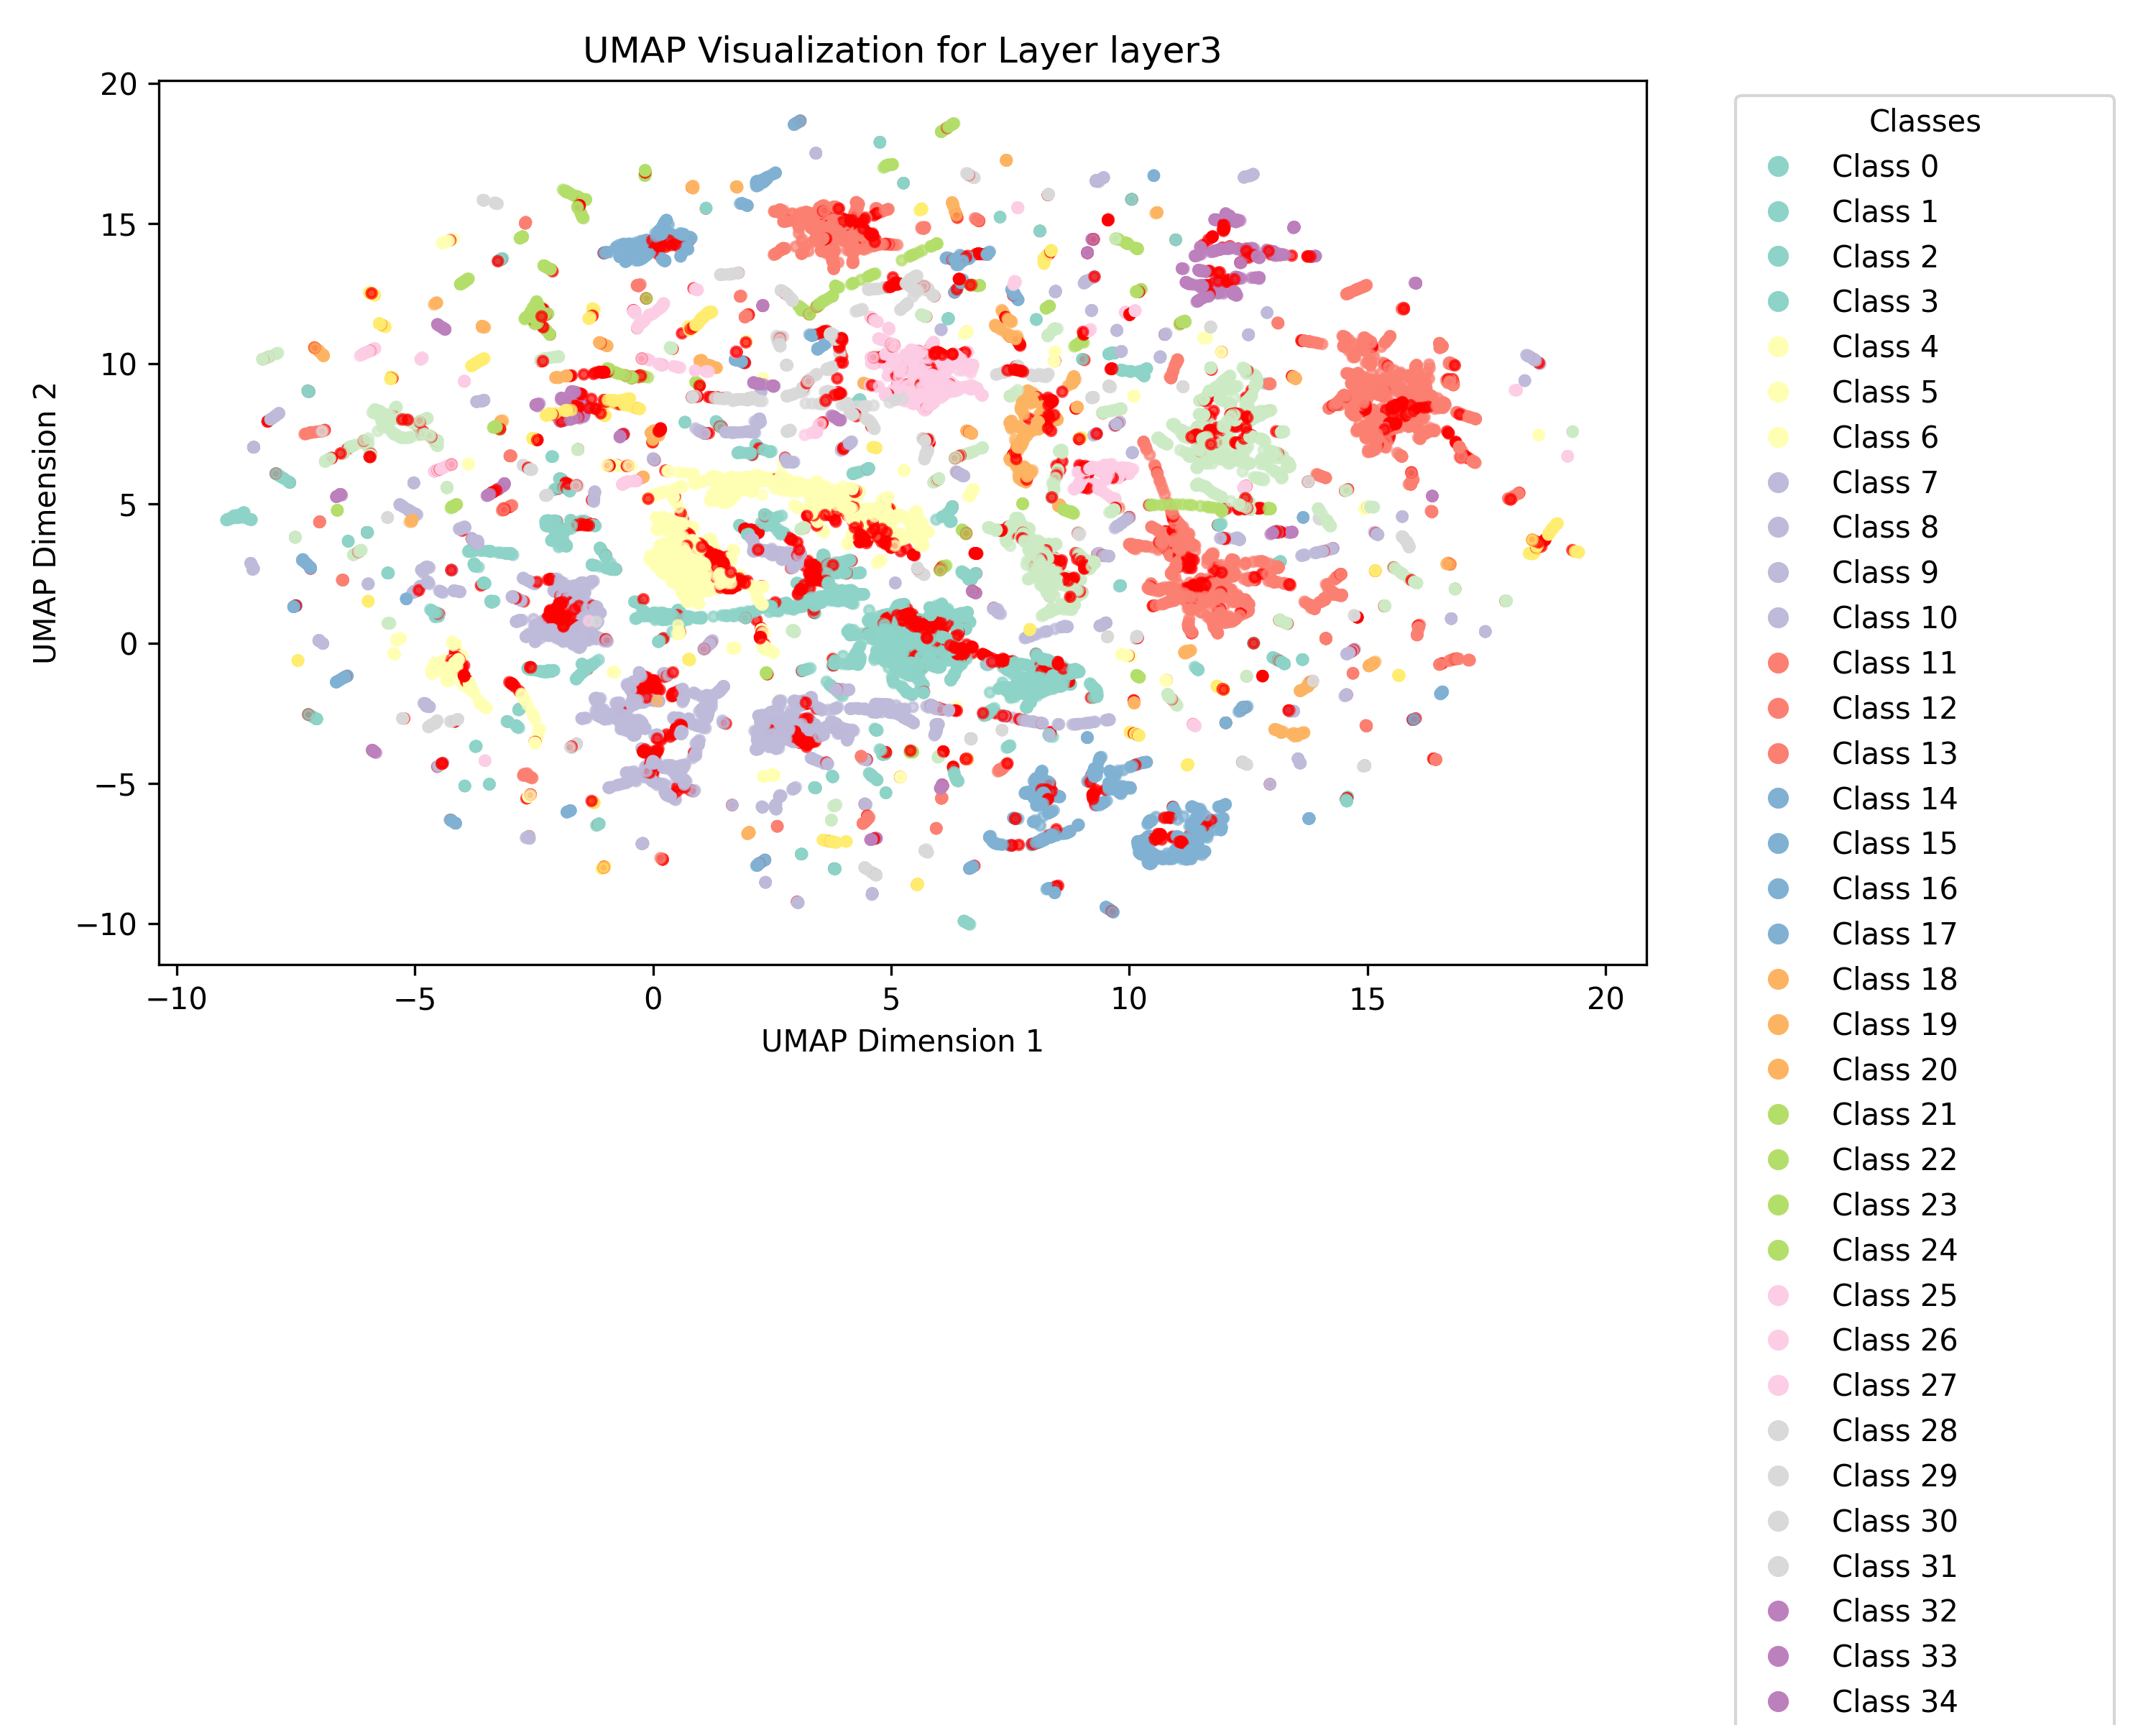 UMAP Visualization for Layer layer3
20
15
10
5
0
−5
−10
UMAP Dimension 2
−10
−5
0
5
10
15
20
UMAP Dimension 1
Classes
Class 0
Class 1
Class 2
Class 3
Class 4
Class 5
Class 6
Class 7
Class 8
Class 9
Class 10
Class 11
Class 12
Class 13
Class 14
Class 15
Class 16
Class 17
Class 18
Class 19
Class 20
Class 21
Class 22
Class 23
Class 24
Class 25
Class 26
Class 27
Class 28
Class 29
Class 30
Class 31
Class 32
Class 33
Class 34